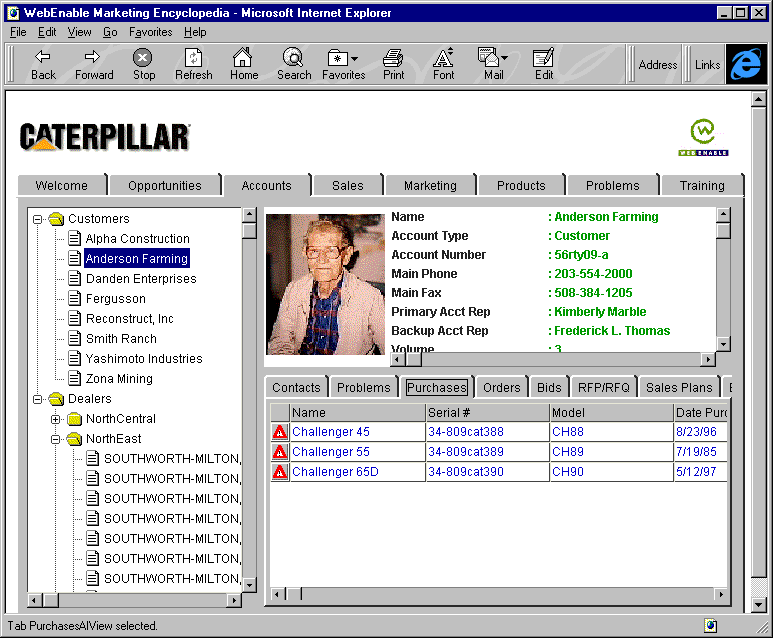 WebEnable Marketing Encyclopedia - Microsoft Internet Explorer
File Edit View Go Favorites Help
Back Forward Stop Refresh Home Search Favorites Print Font Mail Edit Address Links
CATERPILLAR
WEBENABLE
Welcome Opportunities Accounts Sales Marketing Products Problems Training
Customers
Alpha Construction
Anderson Farming
Danden Enterprises
Fergusson
Reconstruct, Inc
Smith Ranch
Yashimoto Industries
Zona Mining
Dealers
NorthCentral
NorthEast
SOUTHWORTH-MILTON,
SOUTHWORTH-MILTON,
SOUTHWORTH-MILTON,
SOUTHWORTH-MILTON,
SOUTHWORTH-MILTON,
SOUTHWORTH-MILTON,
SOUTHWORTH-MILTON,
Name : Anderson Farming
Account Type : Customer
Account Number : 56rty09-a
Main Phone : 203-554-2000
Main Fax : 508-384-1205
Primary Acct Rep : Kimberly Marble
Backup Acct Rep : Frederick L. Thomas
Volume : 3
Contacts Problems Purchases Orders Bids RFP/RFQ Sales Plans
Name Serial # Model Date Purc
Challenger 45 34-809cat388 CH88 8/23/96
Challenger 55 34-809cat389 CH89 7/19/85
Challenger 65D 34-809cat390 CH90 5/12/97
Tab PurchasesAIView selected.